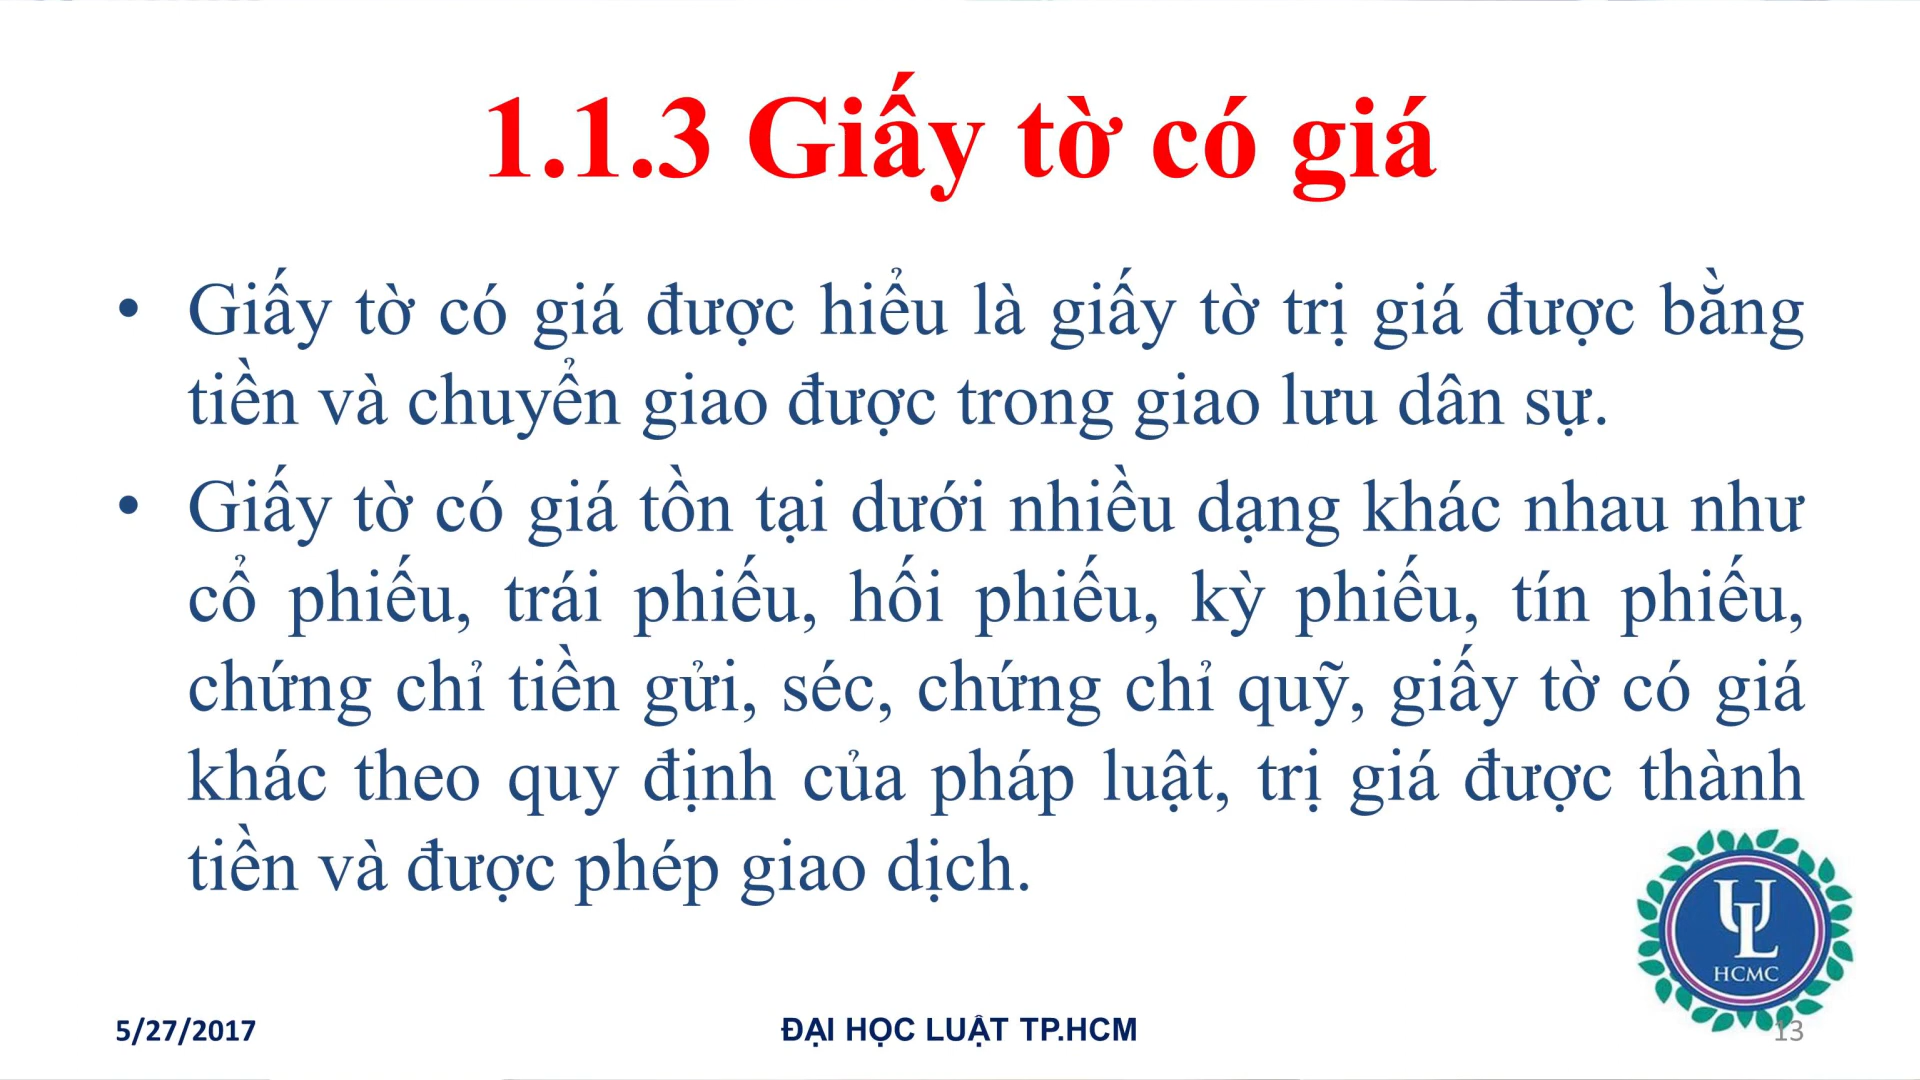 1.1.3 Giấy tờ có giá
• Giấy tờ có giá được hiểu là giấy tờ trị giá được bằng
tiền và chuyển giao được trong giao lưu dân sự.
• Giấy tờ có giá tồn tại dưới nhiều dạng khác nhau như
cổ phiếu, trái phiếu, hối phiếu, kỳ phiếu, tín phiếu,
chứng chỉ tiền gửi, séc, chứng chỉ quỹ, giấy tờ có giá
khác theo quy định của pháp luật, trị giá được thành
tiền và được phép giao dịch.
UL
HCMC
5/27/2017
ĐẠI HỌC LUẬT TP.HCM
13